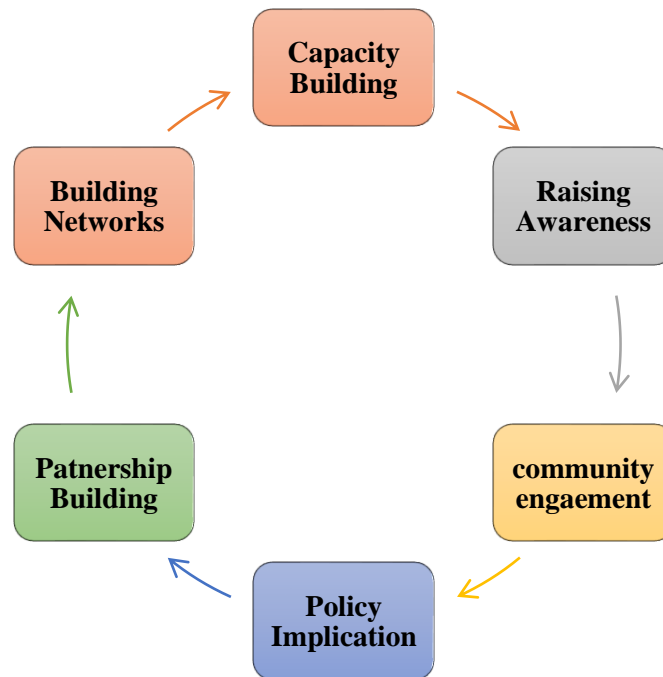 Capacity
Building
Raising
Awareness
community
engaement
Policy
Implication
Patnership
Building
Building
Networks